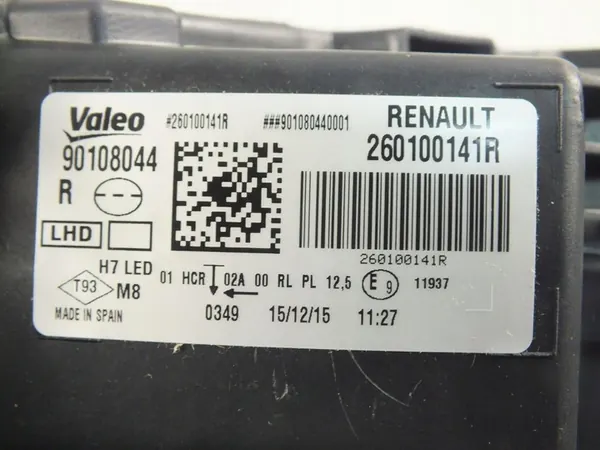 Valeo #260100141R ###901080440001 RENAULT
90108044 260100141R
R
LHD
260100141R
H7 LED 01 HCR 02A 00 RL PL 12,5 E9 11937
T93 M8
MADE IN SPAIN 0349 15/12/15 11:27